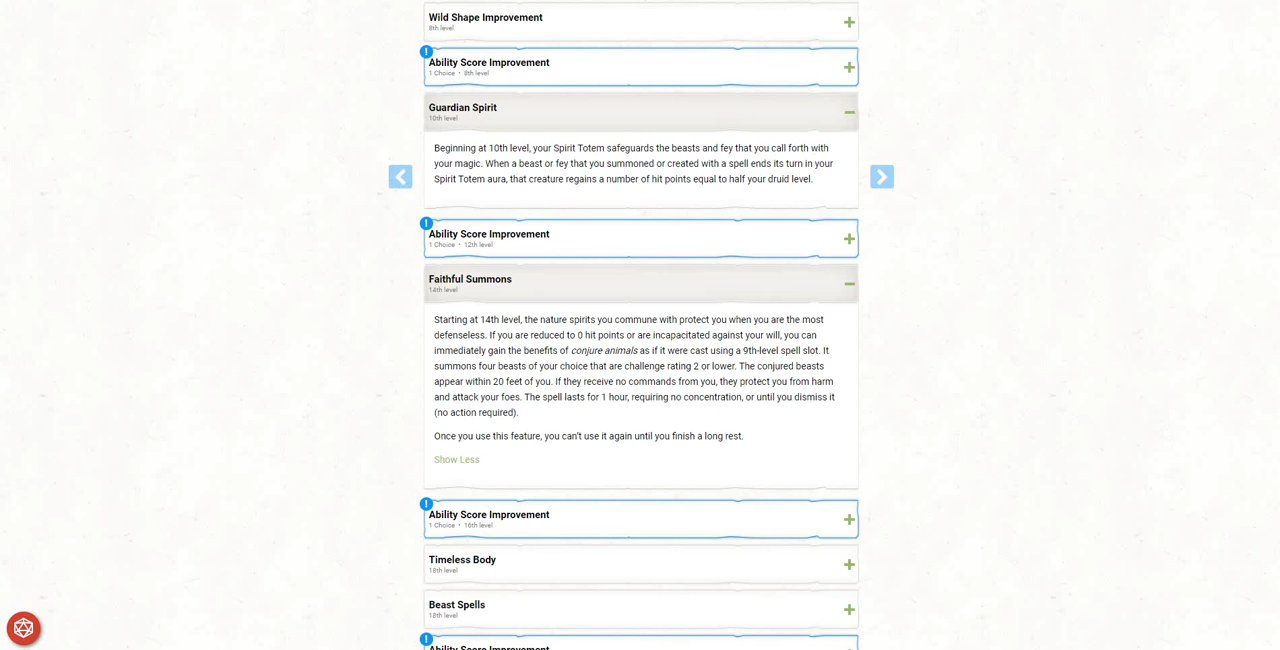 Wild Shape Improvement
8th level
!
Ability Score Improvement
1 Choice • 8th level
Guardian Spirit
10th level
Beginning at 10th level, your Spirit Totem safeguards the beasts and fey that you call forth with
your magic. When a beast or fey that you summoned or created with a spell ends its turn in your
Spirit Totem aura, that creature regains a number of hit points equal to half your druid level.
!
Ability Score Improvement
1 Choice • 12th level
Faithful Summons
14th level
Starting at 14th level, the nature spirits you commune with protect you when you are the most
defenseless. If you are reduced to 0 hit points or are incapacitated against your will, you can
immediately gain the benefits of conjure animals as if it were cast using a 9th-level spell slot. It
summons four beasts of your choice that are challenge rating 2 or lower. The conjured beasts
appear within 20 feet of you. If they receive no commands from you, they protect you from harm
and attack your foes. The spell lasts for 1 hour, requiring no concentration, or until you dismiss it
(no action required).
Once you use this feature, you can't use it again until you finish a long rest.
Show Less
!
Ability Score Improvement
1 Choice • 16th level
Timeless Body
18th level
Beast Spells
18th level
!
Ability Score Improvement